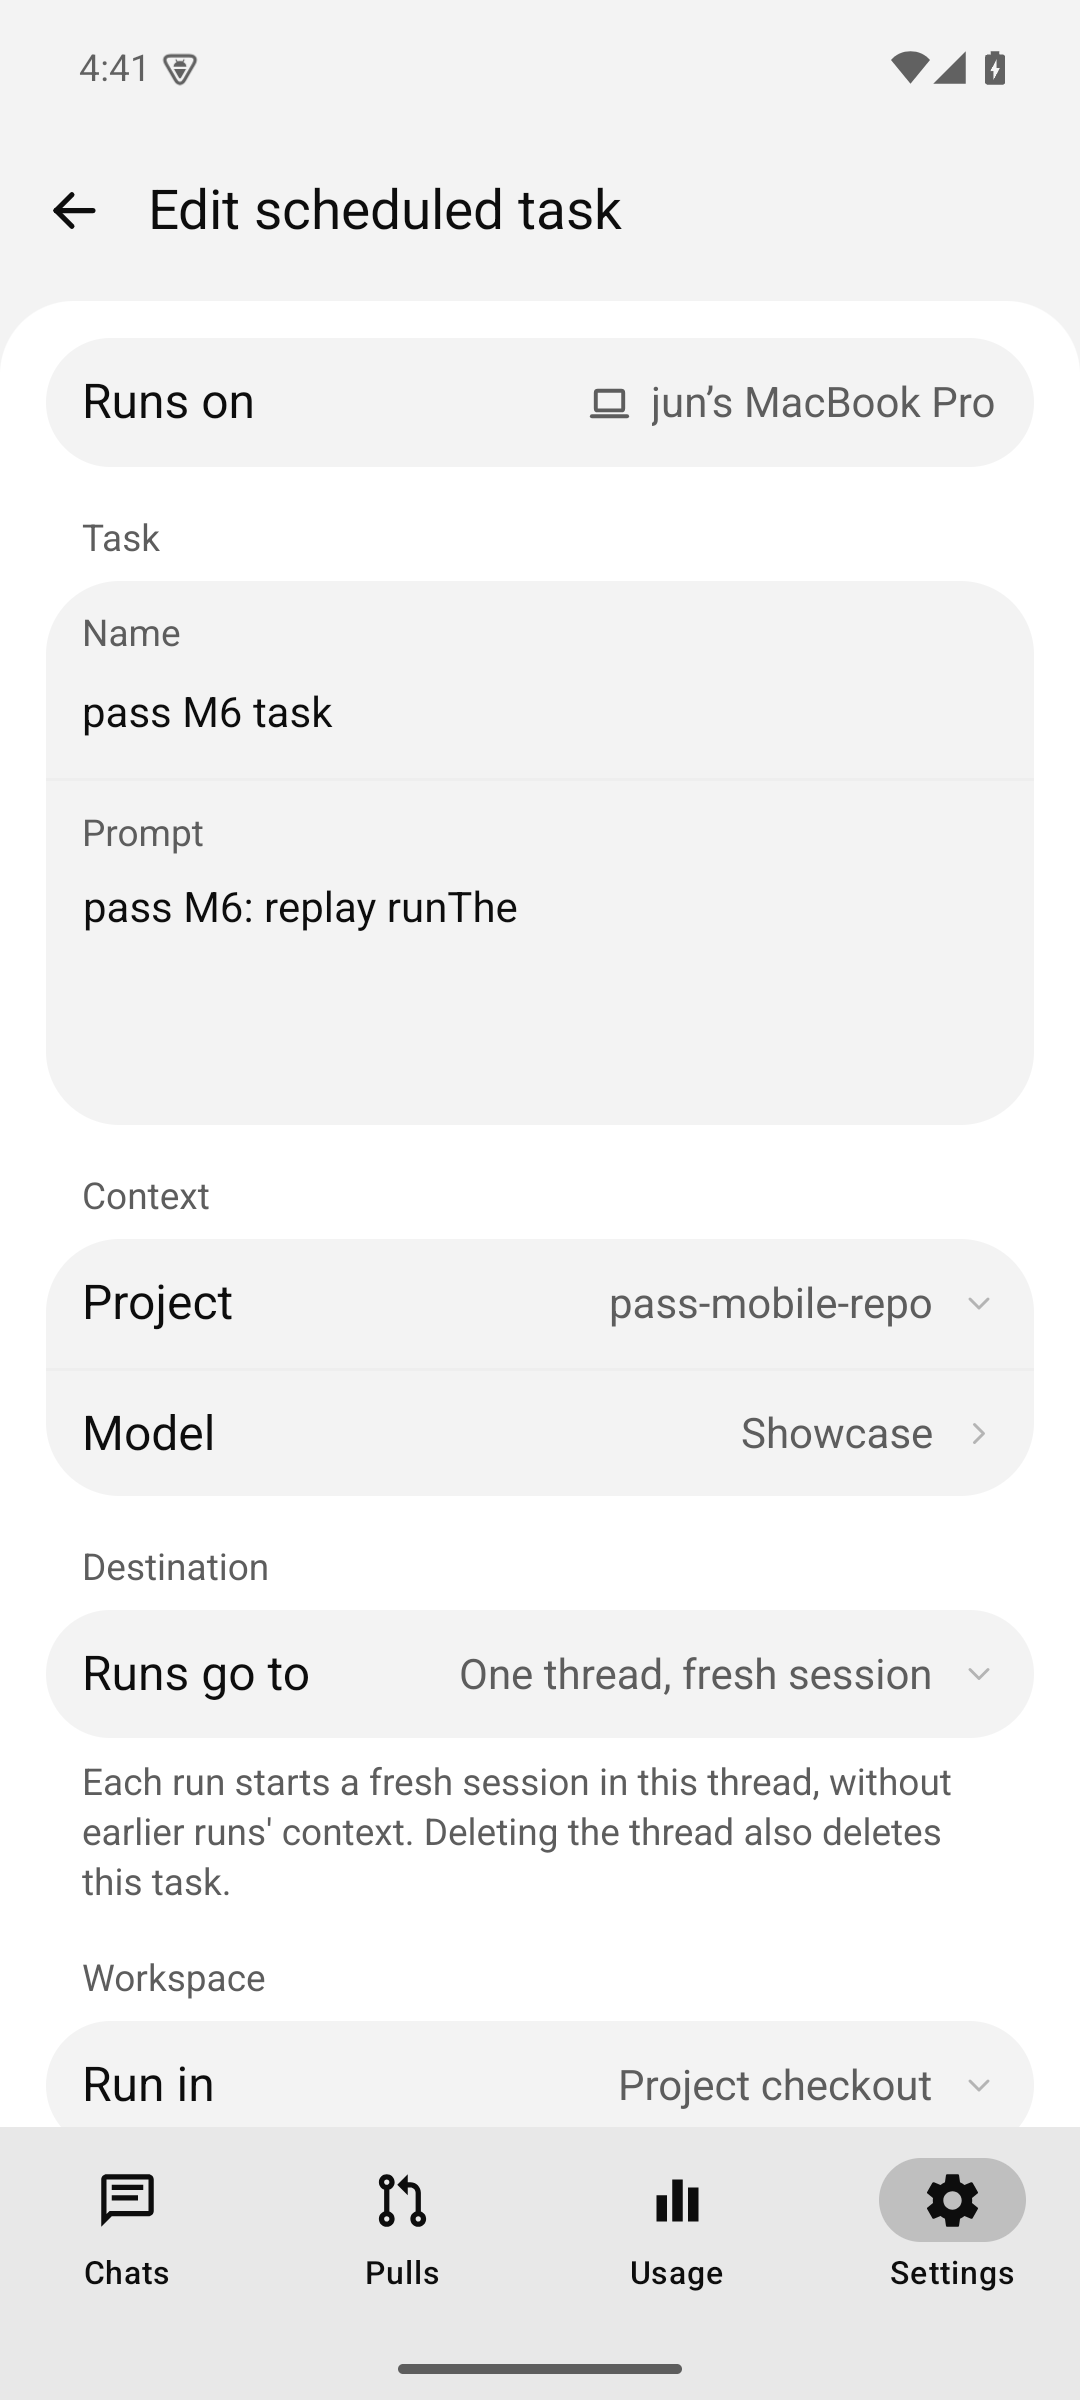 4:41
Edit scheduled task
Runs on jun’s MacBook Pro
Task
Name
pass M6 task
Prompt
pass M6: replay runThe
Context
Project pass-mobile-repo
Model Showcase
Destination
Runs go to One thread, fresh session
Each run starts a fresh session in this thread, without
earlier runs' context. Deleting the thread also deletes
this task.
Workspace
Run in Project checkout
Chats Pulls Usage Settings